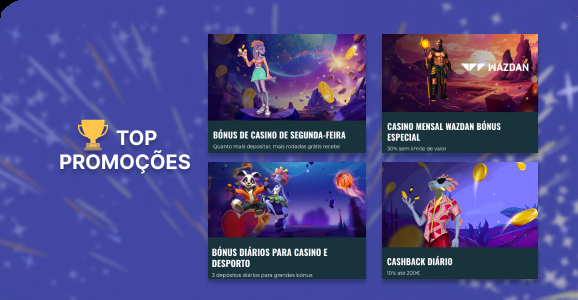 TOP
PROMOÇÕES
BÓNUS DE CASINO DE SEGUNDA-FEIRA
Quanto mais depositar, mais rodadas grátis recebe
WAZDAN
CASINO MENSAL WAZDAN BÓNUS
ESPECIAL
30% sem limite de valor
BÓNUS DIÁRIOS PARA CASINO E
DESPORTO
3 depósitos diários para grandes bónus
CASHBACK DIÁRIO
10% até 200€